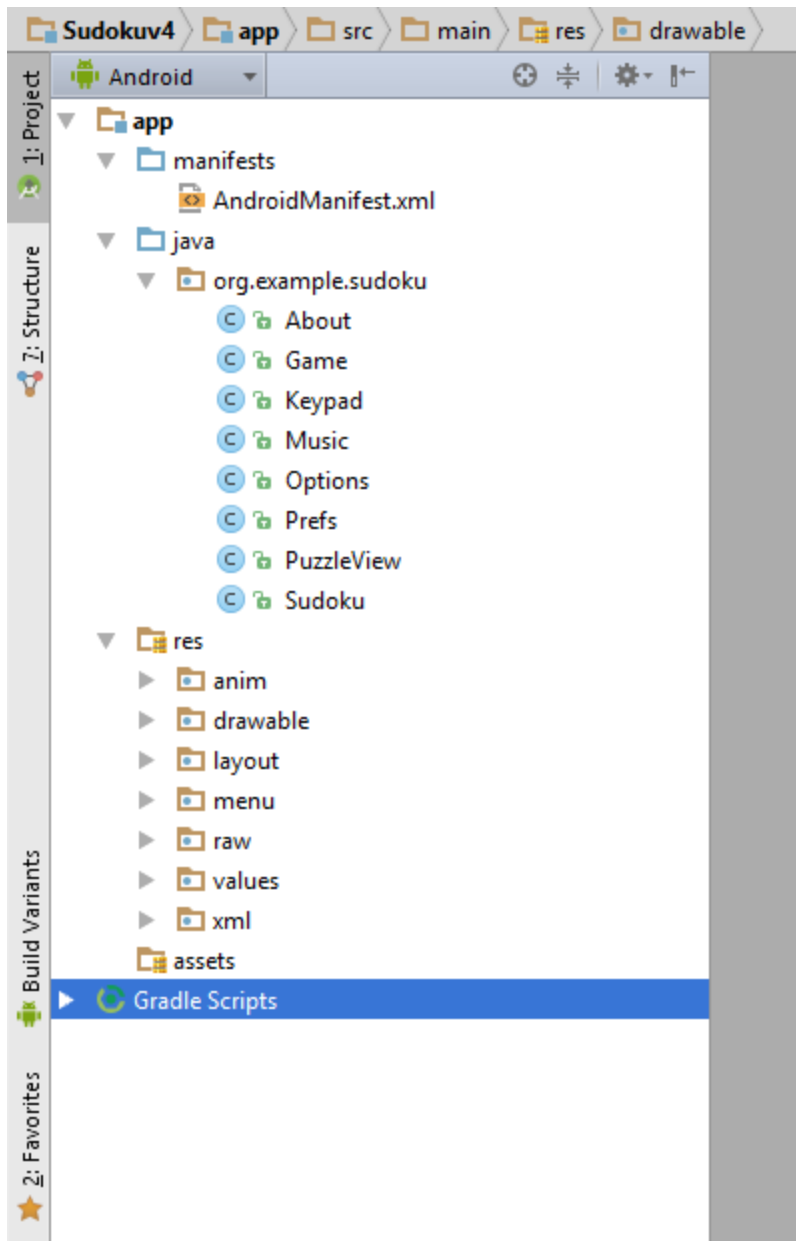 Sudokuv4 app src main res drawable
1: Project
Android
app
manifests
AndroidManifest.xml
java
org.example.sudoku
C About
C Game
C Keypad
C Music
C Options
C Prefs
C PuzzleView
C Sudoku
res
anim
drawable
layout
menu
raw
values
xml
assets
Gradle Scripts
7: Structure
Build Variants
2: Favorites